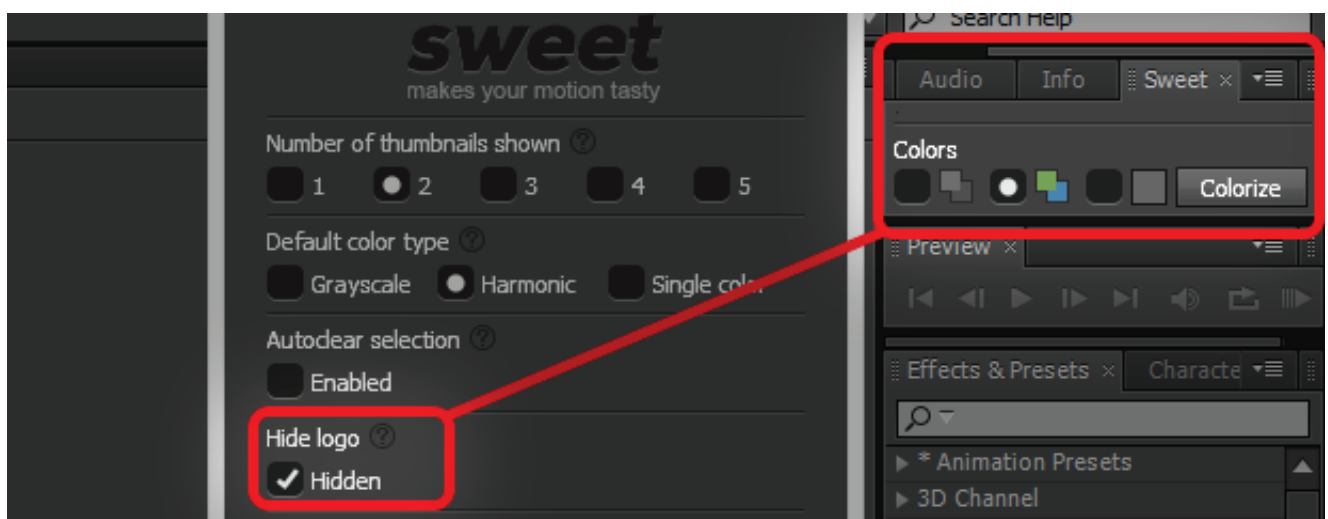 sweet
makes your motion tasty
Number of thumbnails shown ?
1 2 3 4 5
Default color type ?
Grayscale Harmonic Single color
Autoclear selection ?
Enabled
Hide logo ?
Hidden
Search Help
Audio Info Sweet ×
Colors
Colorize
Preview ×
Effects & Presets × Characte
* Animation Presets
3D Channel